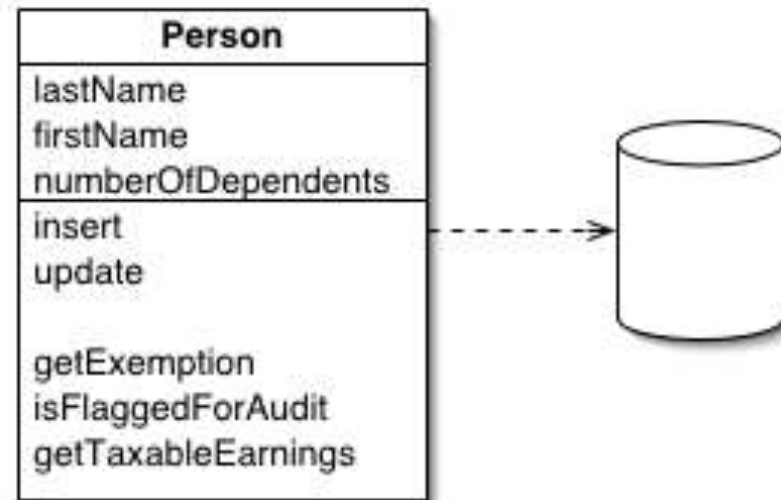 Person
lastName
firstName
numberOfDependents
insert
update
getExemption
isFlaggedForAudit
getTaxableEarnings